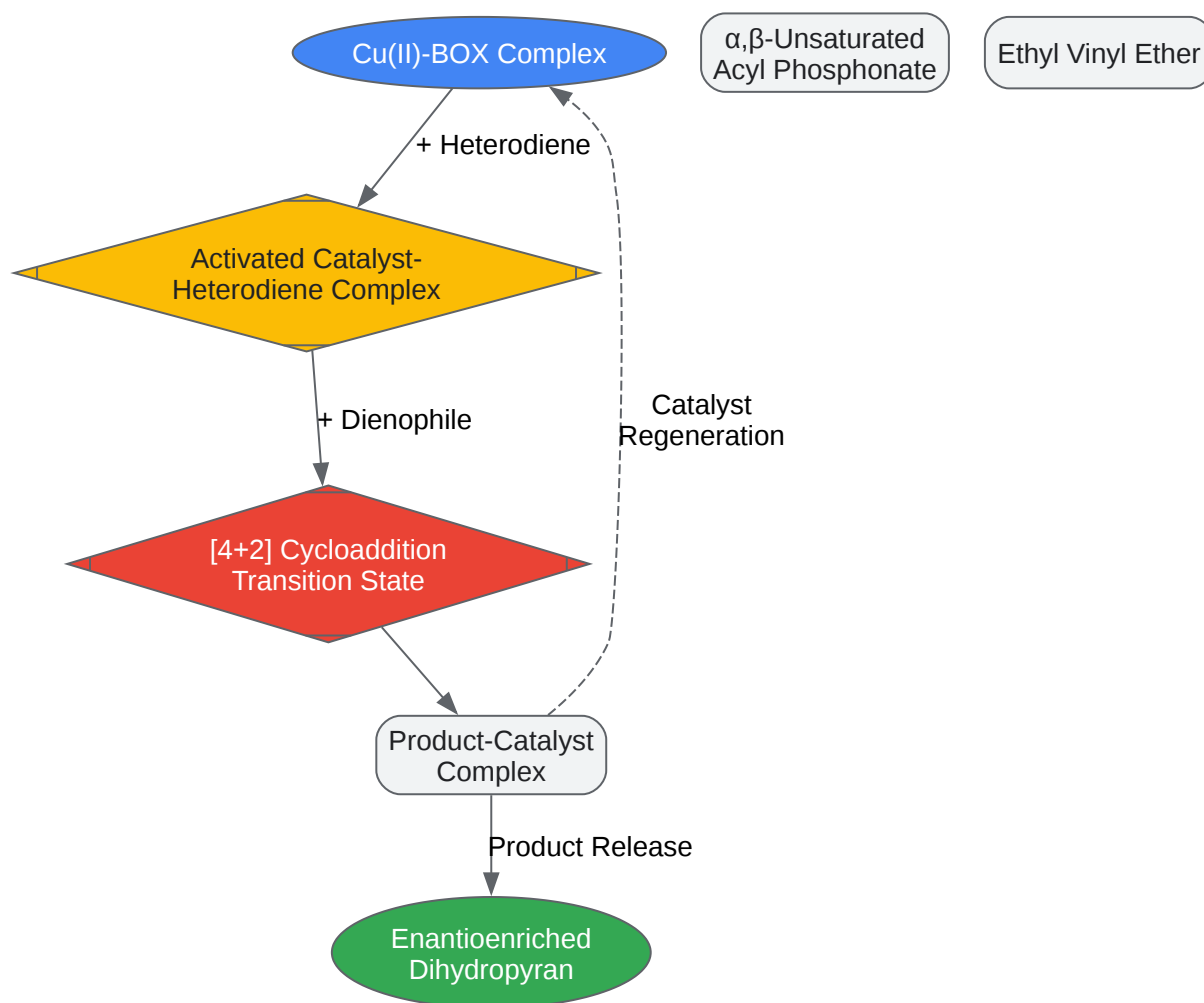 Cu(II)-BOX Complex
α,β-Unsaturated
Acyl Phosphonate
Ethyl Vinyl Ether
+ Heterodiene
Activated Catalyst-
Heterodiene Complex
+ Dienophile
Catalyst
Regeneration
[4+2] Cycloaddition
Transition State
Product-Catalyst
Complex
Product Release
Enantioenriched
Dihydropyran